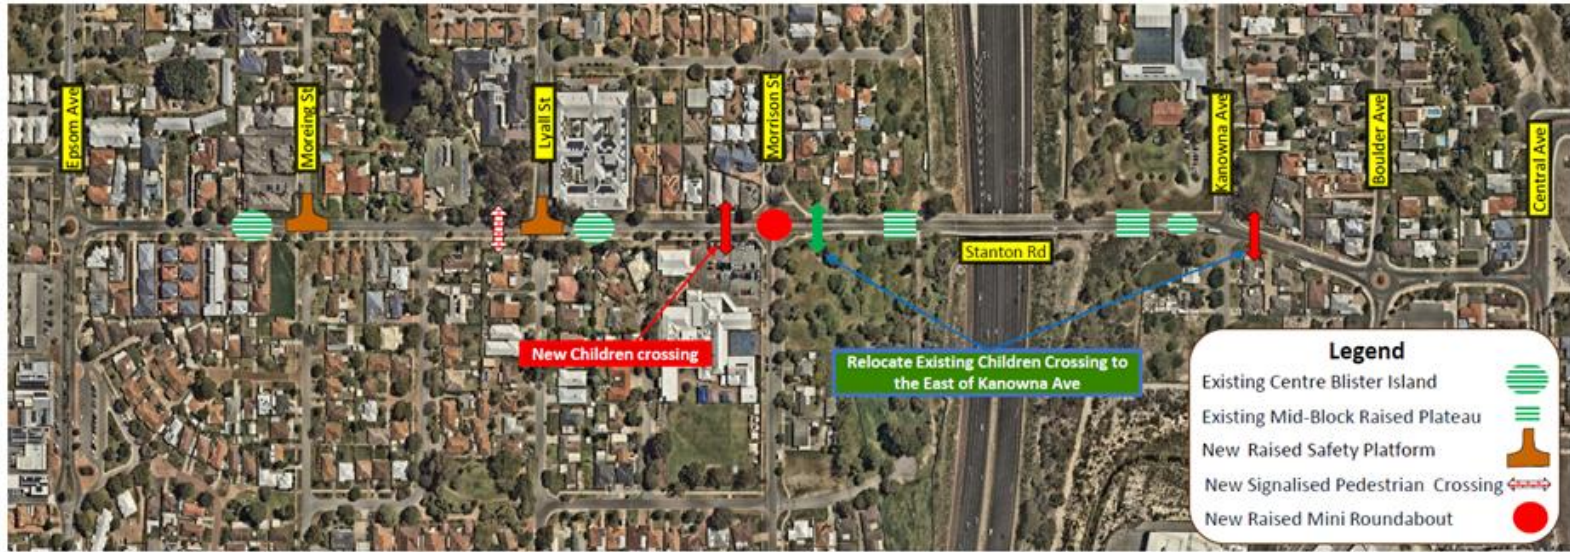 Epsom Ave
Moreing St
Lyall St
Morrison St
Kanowna Ave
Boulder Ave
Central Ave
Stanton Rd
New Children crossing
Relocate Existing Children Crossing to
the East of Kanowna Ave
Legend
Existing Centre Blister Island
Existing Mid-Block Raised Plateau
New Raised Safety Platform
New Signalised Pedestrian Crossing
New Raised Mini Roundabout